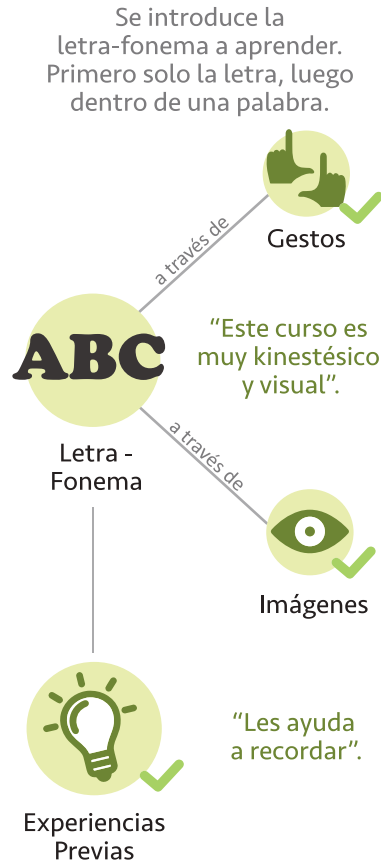 Se introduce la
letra-fonema a aprender.
Primero solo la letra, luego
dentro de una palabra.
a través de
Gestos
“Este curso es
muy kinestésico
y visual”.
ABC
Letra -
Fonema
a través de
Imágenes
“Les ayuda
a recordar”.
Experiencias
Previas